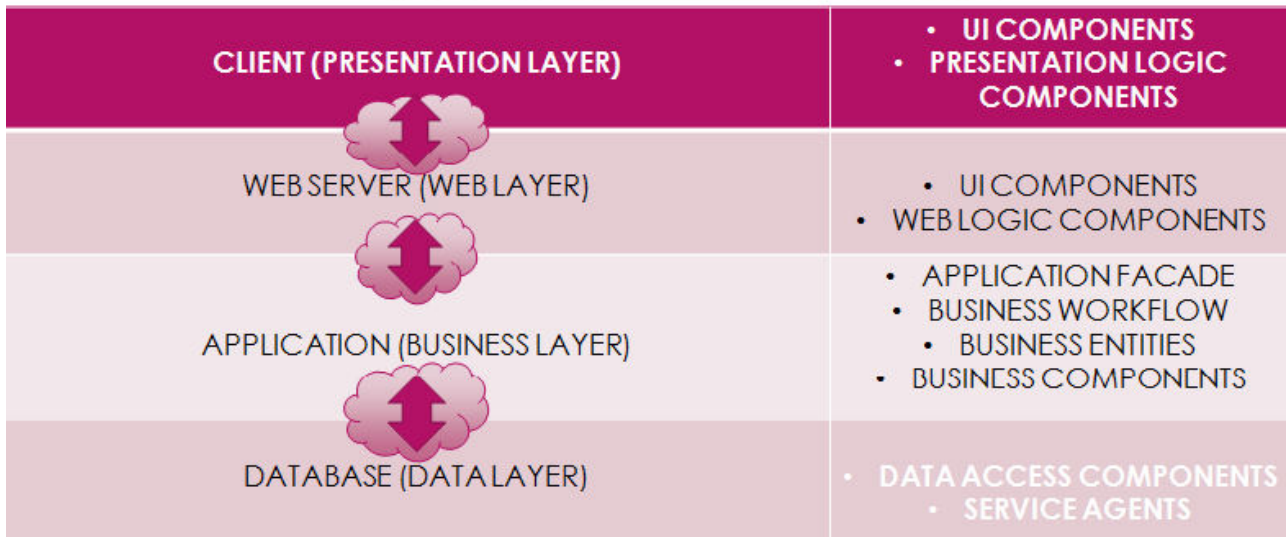 CLIENT (PRESENTATION LAYER)
• UI COMPONENTS
• PRESENTATION LOGIC
COMPONENTS
WEB SERVER (WEB LAYER)
• UI COMPONENTS
• WEB LOGIC COMPONENTS
APPLICATION (BUSINESS LAYER)
• APPLICATION FACADE
• BUSINESS WORKFLOW
• BUSINESS ENTITIES
• BUSINESS COMPONENTS
DATABASE (DATA LAYER)
• DATA ACCESS COMPONENTS
• SERVICE AGENTS